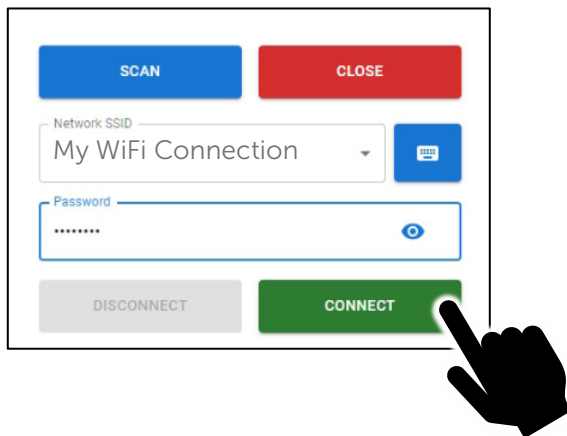 SCAN
CLOSE
Network SSID
My WiFi Connection
Password
••••••••
DISCONNECT
CONNECT